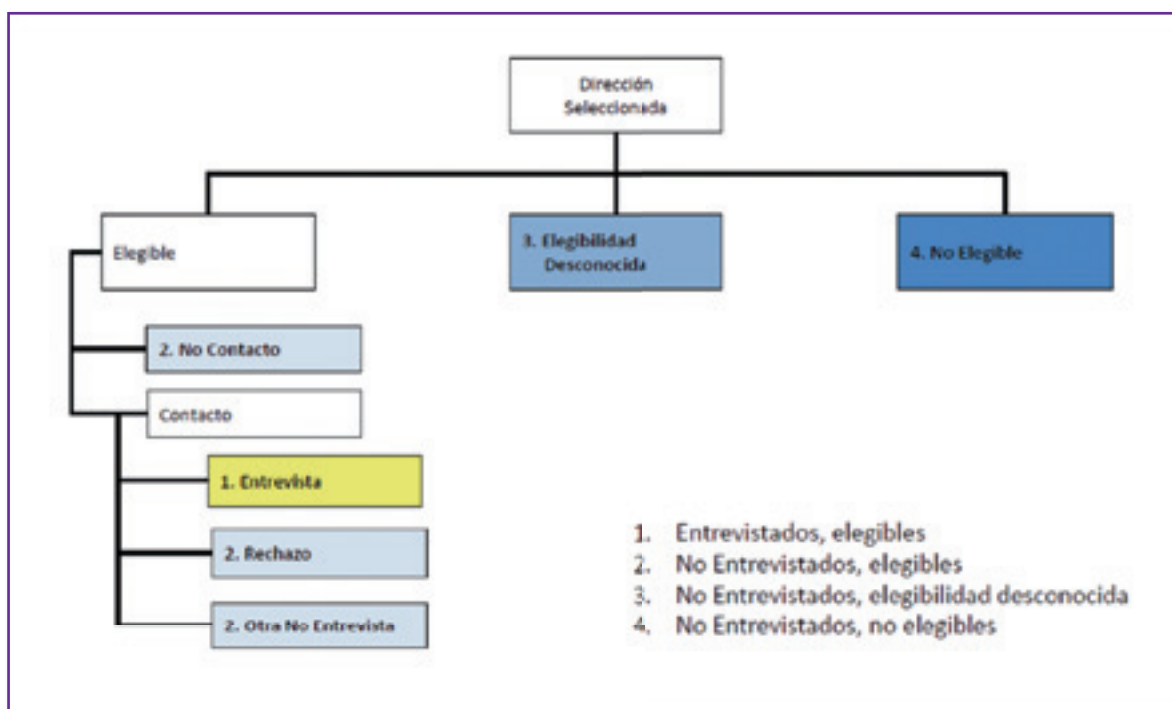 Dirección
Seleccionada
Elegible
3. Elegibilidad
Desconocida
4. No Elegible
2. No Contacto
Contacto
1. Entrevista
2. Rechazo
2. Otra No Entrevista
1. Entrevistados, elegibles
2. No Entrevistados, elegibles
3. No Entrevistados, elegibilidad desconocida
4. No Entrevistados, no elegibles